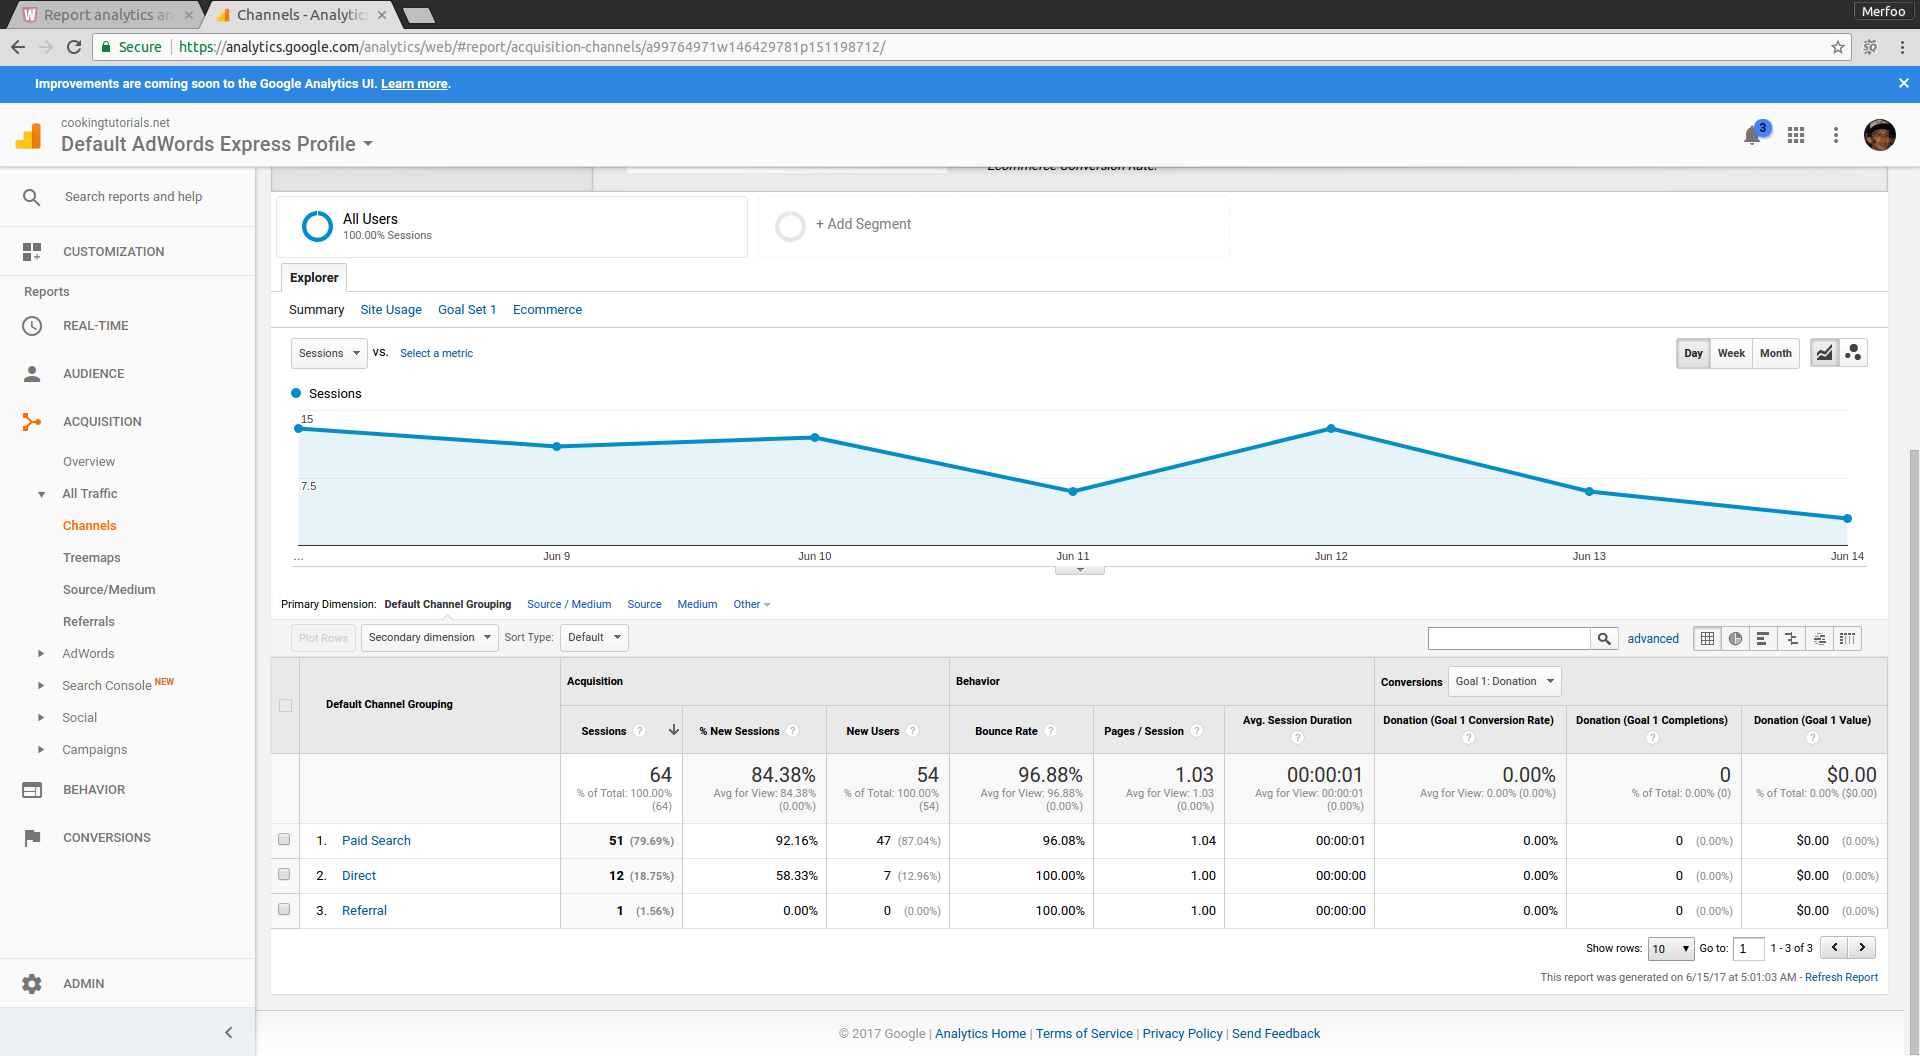 Report analytics an
Channels - Analytics
Merfoo
Secure https://analytics.google.com/analytics/web/#report/acquisition-channels/a99764971w146429781p151198712/
Improvements are coming soon to the Google Analytics UI. Learn more.
cookingtutorials.net
Default AdWords Express Profile
3
Search reports and help
CUSTOMIZATION
Reports
REAL-TIME
AUDIENCE
ACQUISITION
Overview
All Traffic
Channels
Treemaps
Source/Medium
Referrals
AdWords
Search Console NEW
Social
Campaigns
BEHAVIOR
CONVERSIONS
ADMIN
Ecommerce Conversion Rate.
All Users
100.00% Sessions
+ Add Segment
Explorer
Summary Site Usage Goal Set 1 Ecommerce
Sessions VS. Select a metric
Day Week Month
Sessions
15
7.5
... Jun 9 Jun 10 Jun 11 Jun 12 Jun 13 Jun 14
Primary Dimension: Default Channel Grouping Source / Medium Source Medium Other
Plot Rows Secondary dimension Sort Type: Default advanced
Default Channel Grouping
Acquisition Behavior Conversions Goal 1: Donation
Sessions ? % New Sessions ? New Users ? Bounce Rate ? Pages / Session ? Avg. Session Duration ? Donation (Goal 1 Conversion Rate) ? Donation (Goal 1 Completions) ? Donation (Goal 1 Value) ?
64 84.38% 54 96.88% 1.03 00:00:01 0.00% 0 $0.00
% of Total: 100.00% Avg for View: 84.38% % of Total: 100.00% Avg for View: 96.88% Avg for View: 1.03 Avg for View: 00:00:01 Avg for View: 0.00% (0.00%) % of Total: 0.00% (0) % of Total: 0.00% ($0.00)
(64) (0.00%) (54) (0.00%) (0.00%) (0.00%)
1. Paid Search 51 (79.69%) 92.16% 47 (87.04%) 96.08% 1.04 00:00:01 0.00% 0 (0.00%) $0.00 (0.00%)
2. Direct 12 (18.75%) 58.33% 7 (12.96%) 100.00% 1.00 00:00:00 0.00% 0 (0.00%) $0.00 (0.00%)
3. Referral 1 (1.56%) 0.00% 0 (0.00%) 100.00% 1.00 00:00:00 0.00% 0 (0.00%) $0.00 (0.00%)
Show rows: 10 Go to: 1 1 - 3 of 3
This report was generated on 6/15/17 at 5:01:03 AM - Refresh Report
© 2017 Google | Analytics Home | Terms of Service | Privacy Policy | Send Feedback